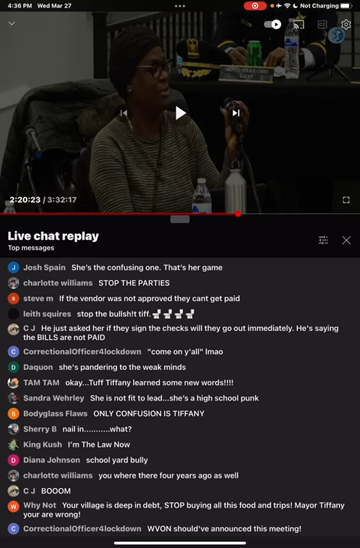 4:36 PM Wed Mar 27
Not Charging
CC
2:20:23 / 3:32:17
Live chat replay
Top messages
J Josh Spain She's the confusing one. That's her game
charlotte williams STOP THE PARTIES
s steve m If the vendor was not approved they cant get paid
leith squires stop the bullsh!t tiff.
C J He just asked her if they sign the checks will they go out immediately. He's saying
the BILLS are not PAID
C CorrectionalOfficer4lockdown "come on y'all" lmao
D Daquon she's pandering to the weak minds
TAM TAM okay...Tuff Tiffany learned some new words!!!!
Sandra Wehrley She is not fit to lead...she's a high school punk
B Bodyglass Flaws ONLY CONFUSION IS TIFFANY
Sherry B nail in...........what?
King Kush I'm The Law Now
D Diana Johnson school yard bully
charlotte williams you where there four years ago as well
C J BOOOM
W Why Not Your village is deep in debt, STOP buying all this food and trips! Mayor Tiffany
your are wrong!
C CorrectionalOfficer4lockdown WVON should've announced this meeting!